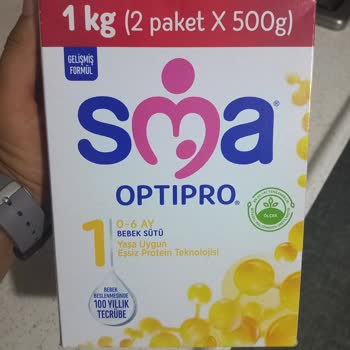 1 kg (2 paket X 500g)
GELİŞMİŞ
FORMÜL
sma®
OPTIPRO®
1
0-6 AY
BEBEK SÜTÜ
Yaşa Uygun
Eşsiz Protein Teknolojisi
ÖLÇEK
BEBEK
BESLENMESİNDE
100 YILLIK
TECRÜBE